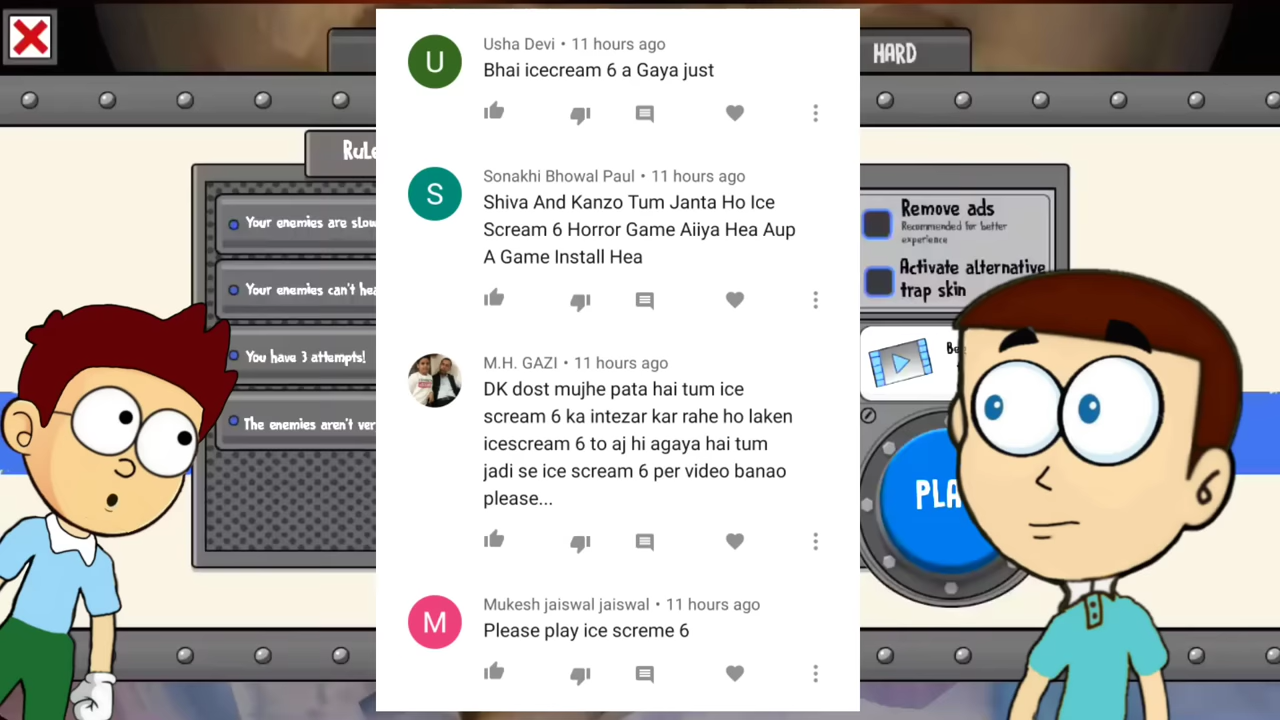 HARD
Usha Devi • 11 hours ago
Bhai icecream 6 a Gaya just
U
Sonakhi Bhowal Paul • 11 hours ago
S
Shiva And Kanzo Tum Janta Ho Ice
Scream 6 Horror Game Aiiya Hea Aup
A Game Install Hea
M.H. GAZI • 11 hours ago
DK dost mujhe pata hai tum ice
scream 6 ka intezar kar rahe ho laken
icescream 6 to aj hi agaya hai tum
jadi se ice scream 6 per video banao
please...
Mukesh jaiswal jaiswal • 11 hours ago
M
Please play ice screme 6
Your enemies are
Your enemies can't
You have 3 attempts!
The enemies aren't
Remove ads
Recommended for better
experience
Activate alternative
trap skin